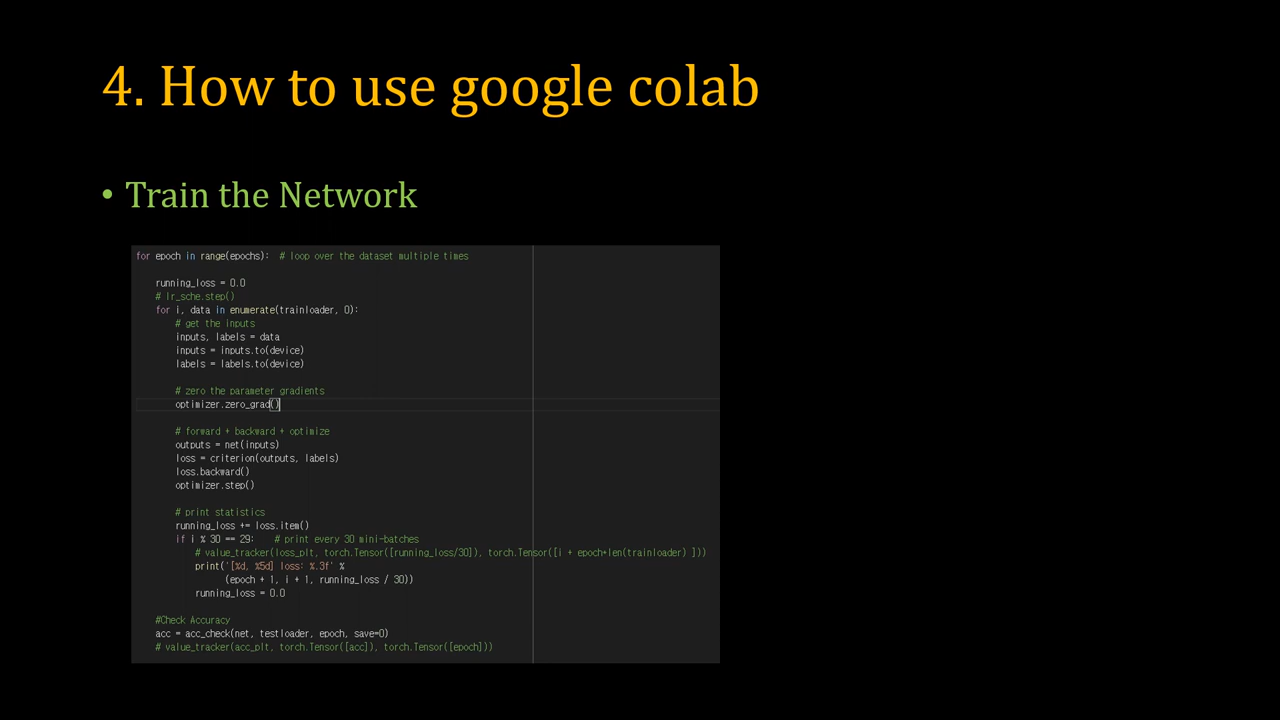 4. How to use google colab
• Train the Network
for epoch in range(epochs):  # loop over the dataset multiple times
running_loss = 0.0
# lr_sche.step()
for i, data in enumerate(trainloader, 0):
# get the inputs
inputs, labels = data
inputs = inputs.to(device)
labels = labels.to(device)
# zero the parameter gradients
optimizer.zero_grad()
# forward + backward + optimize
outputs = net(inputs)
loss = criterion(outputs, labels)
loss.backward()
optimizer.step()
# print statistics
running_loss += loss.item()
if i % 30 == 29:    # print every 30 mini-batches
# value_tracker(loss_plt, torch.Tensor([running_loss/30]), torch.Tensor([i + epoch*len(trainloader) ]))
print('[%d, %5d] loss: %.3f' %
(epoch + 1, i + 1, running_loss / 30))
running_loss = 0.0
#Check Accuracy
acc = acc_check(net, testloader, epoch, save=0)
# value_tracker(acc_plt, torch.Tensor([acc]), torch.Tensor([epoch]))